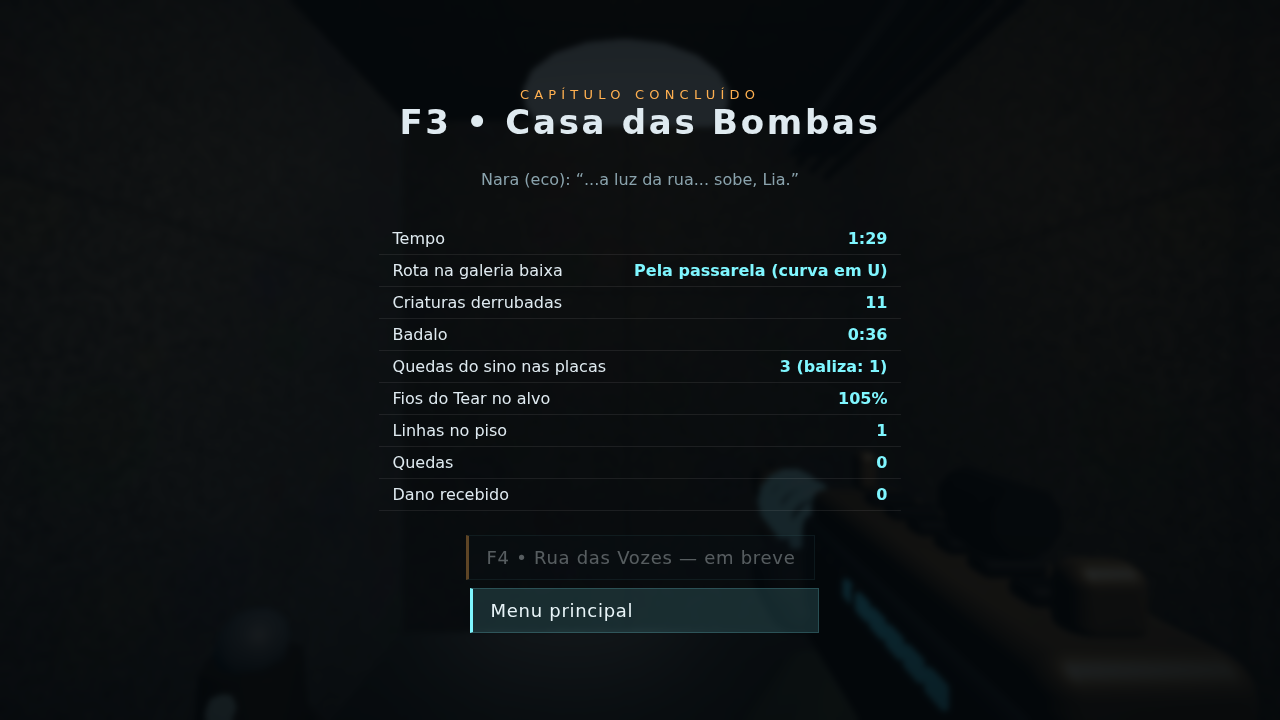 CAPÍTULO CONCLUÍDO
F3 • Casa das Bombas
Nara (eco): “…a luz da rua… sobe, Lia.”
Tempo 1:29
Rota na galeria baixa Pela passarela (curva em U)
Criaturas derrubadas 11
Badalo 0:36
Quedas do sino nas placas 3 (baliza: 1)
Fios do Tear no alvo 105%
Linhas no piso 1
Quedas 0
Dano recebido 0
F4 • Rua das Vozes — em breve
Menu principal